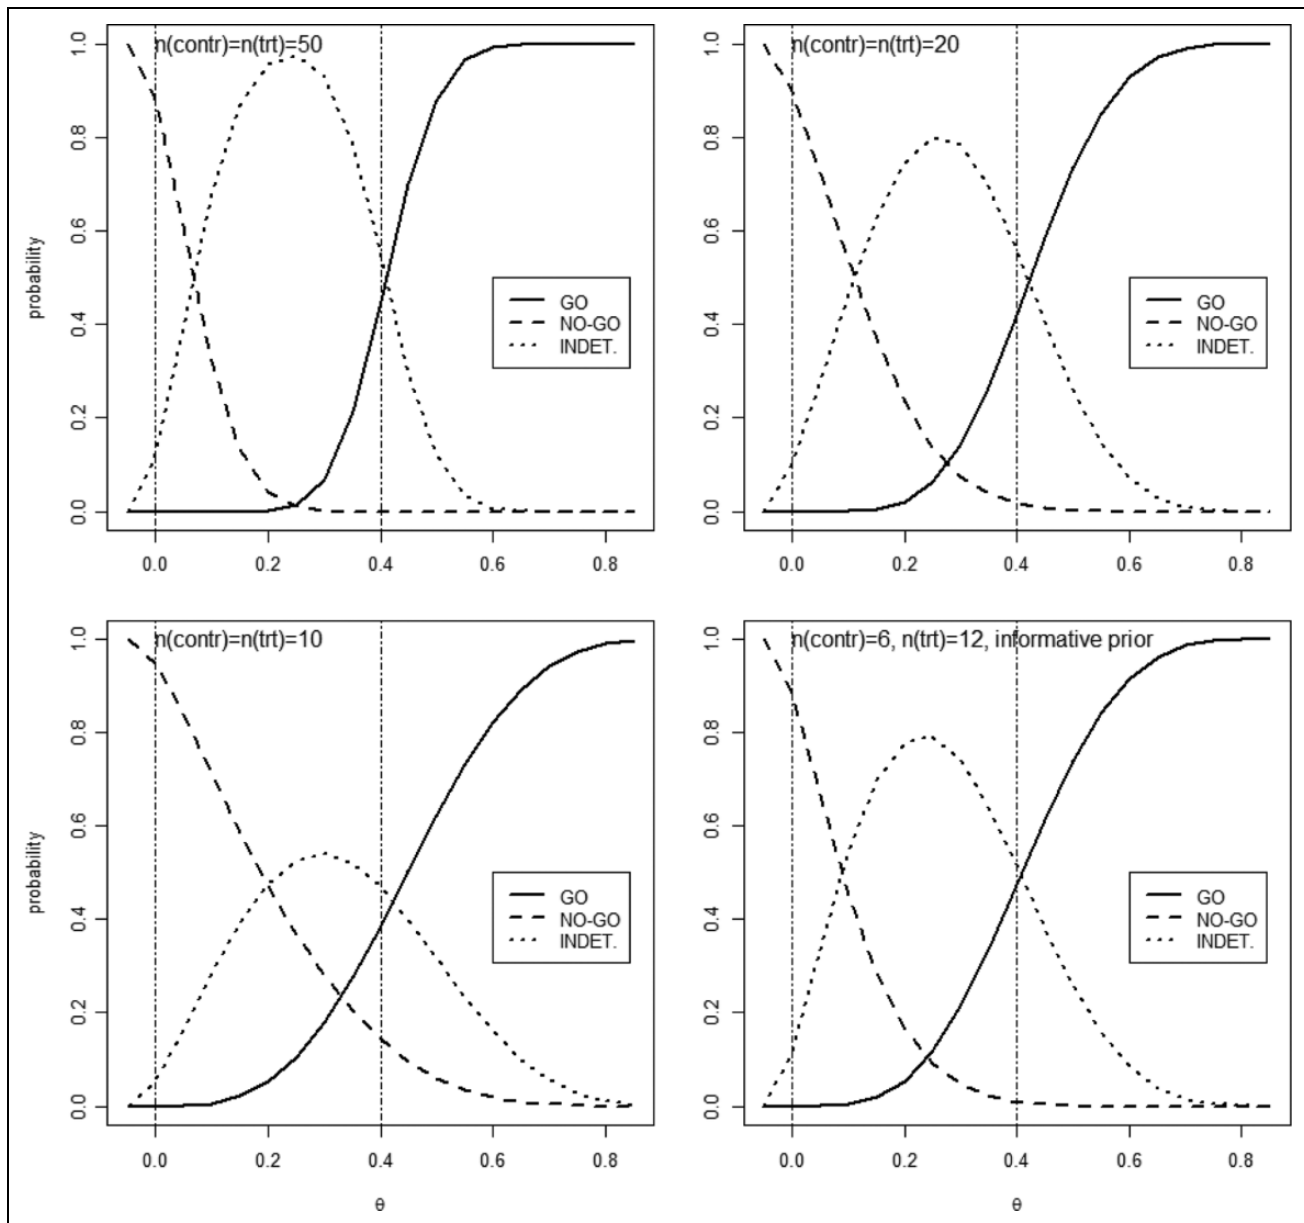 n(contr)=n(trt)=50
probability
1.0
0.8
0.6
0.4
0.2
0.0
GO
NO-GO
INDET.
0.0 0.2 0.4 0.6 0.8
n(contr)=n(trt)=20
1.0
0.8
0.6
0.4
0.2
0.0
GO
NO-GO
INDET.
0.0 0.2 0.4 0.6 0.8
n(contr)=n(trt)=10
probability
1.0
0.8
0.6
0.4
0.2
0.0
GO
NO-GO
INDET.
0.0 0.2 0.4 0.6 0.8
θ
n(contr)=6, n(trt)=12, informative prior
1.0
0.8
0.6
0.4
0.2
0.0
GO
NO-GO
INDET.
0.0 0.2 0.4 0.6 0.8
θ